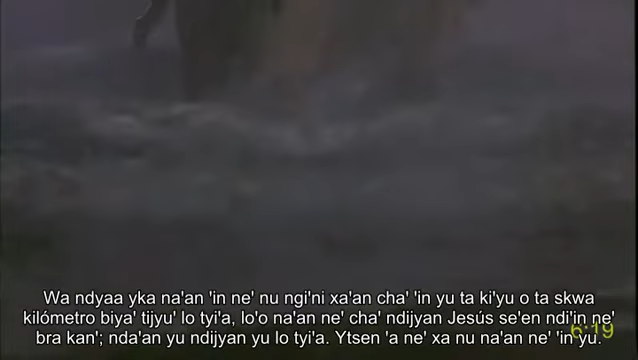 Wa ndyaa yka na'an 'in ne' nu ngi'ni xa'an cha' 'in yu ta ki'yu o ta skwa
kilómetro biya' tijyu' lo tyi'a, lo'o na'an ne' cha' ndijyan Jesús se'en ndi'in ne'
bra kan'; nda'an yu ndijyan yu lo tyi'a. Ytsen 'a ne' xa nu na'an ne' 'in yu.
6:19